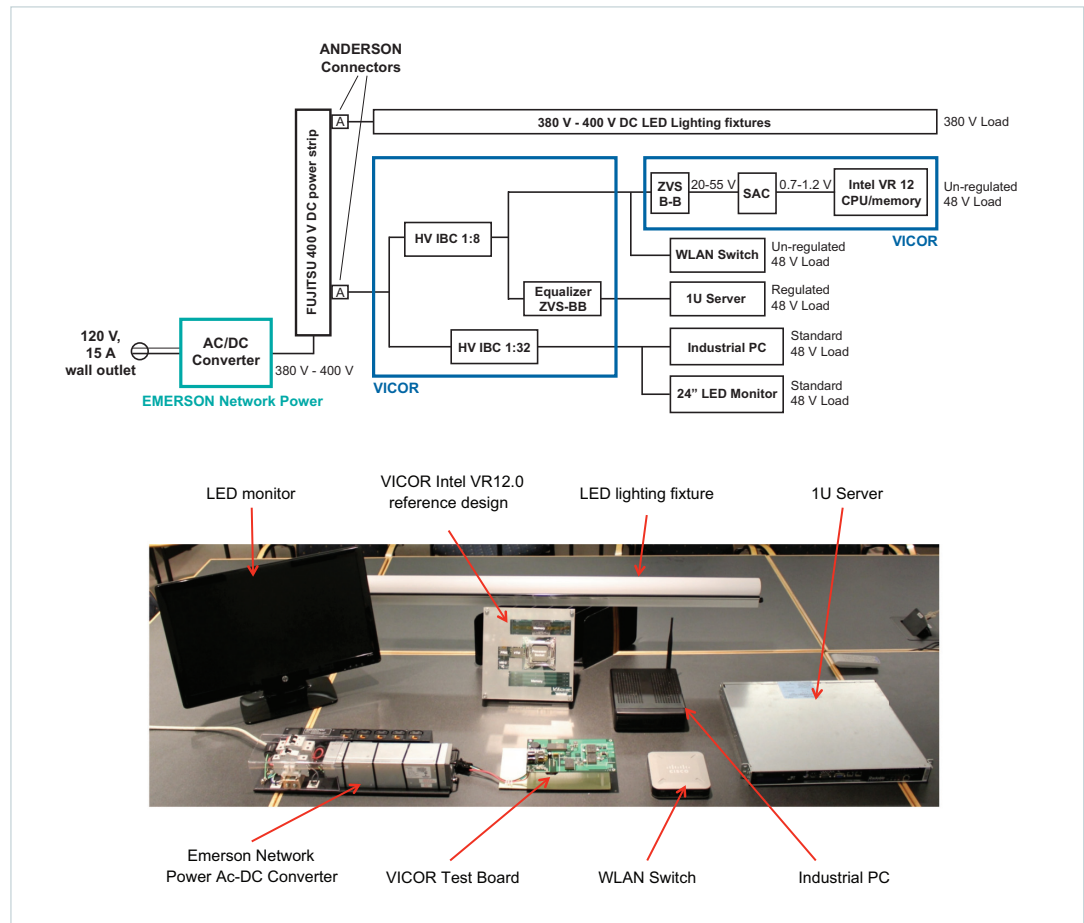 ANDERSON
Connectors
FUJITSU 400 V DC power strip
A
380 V - 400 V DC LED Lighting fixtures
380 V Load
ZVS
B-B
20-55 V
SAC
0.7-1.2 V
Intel VR 12
CPU/memory
Un-regulated
48 V Load
VICOR
HV IBC 1:8
WLAN Switch
Un-regulated
48 V Load
A
Equalizer
ZVS-BB
1U Server
Regulated
48 V Load
120 V,
15 A
wall outlet
AC/DC
Converter
380 V - 400 V
EMERSON Network Power
HV IBC 1:32
VICOR
Industrial PC
Standard
48 V Load
24” LED Monitor
Standard
48 V Load
LED monitor
VICOR Intel VR12.0
reference design
LED lighting fixture
1U Server
Emerson Network
Power Ac-DC Converter
VICOR Test Board
WLAN Switch
Industrial PC